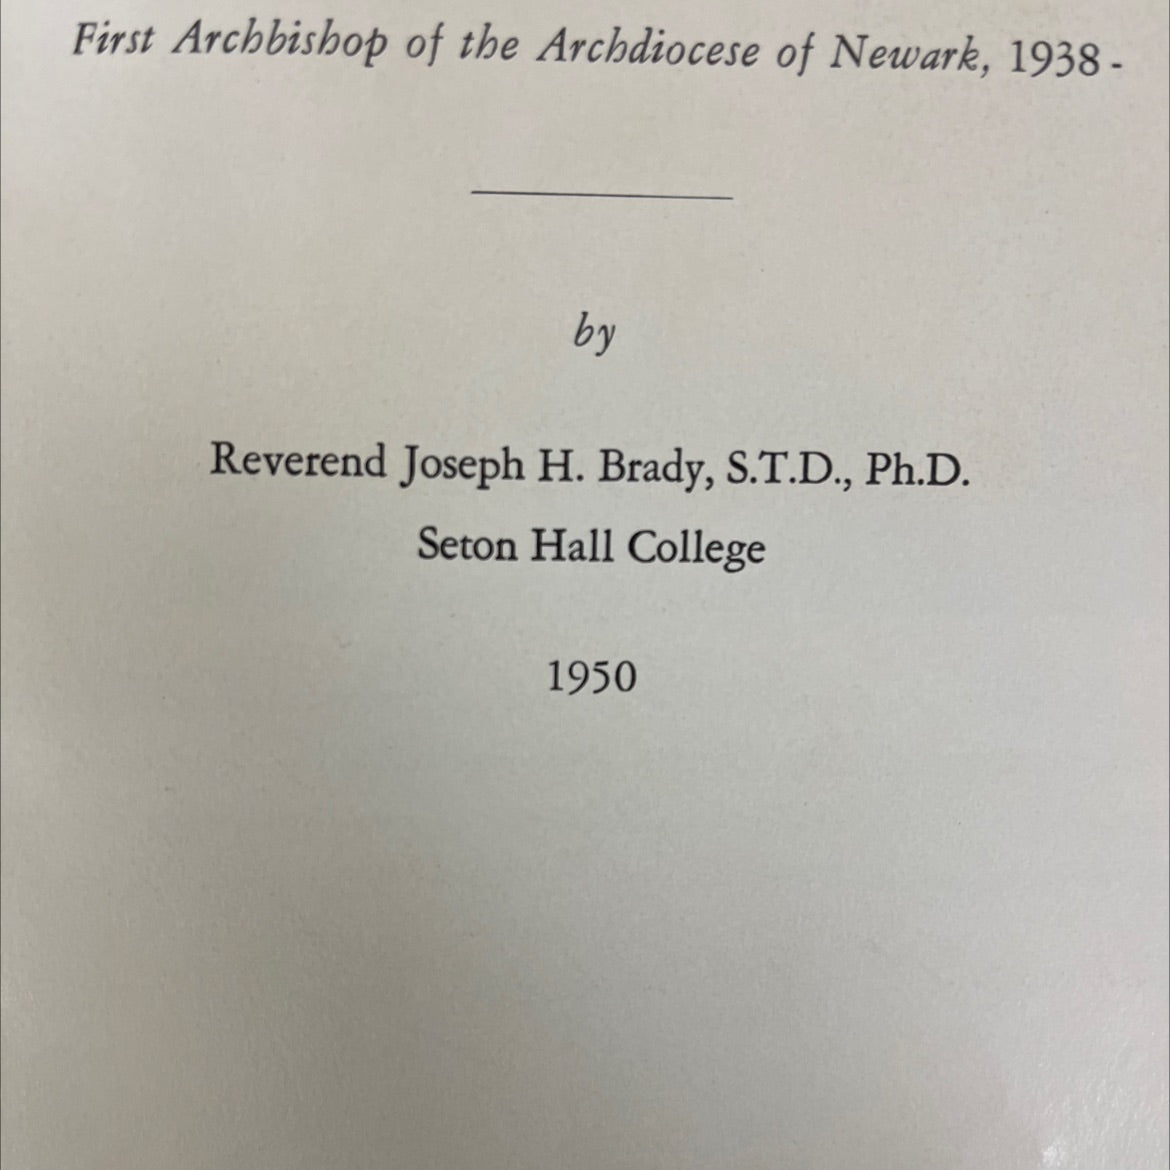 First Archbishop of the Archdiocese of Newark, 1938 -
by
Reverend Joseph H. Brady, S.T.D., Ph.D.
Seton Hall College
1950